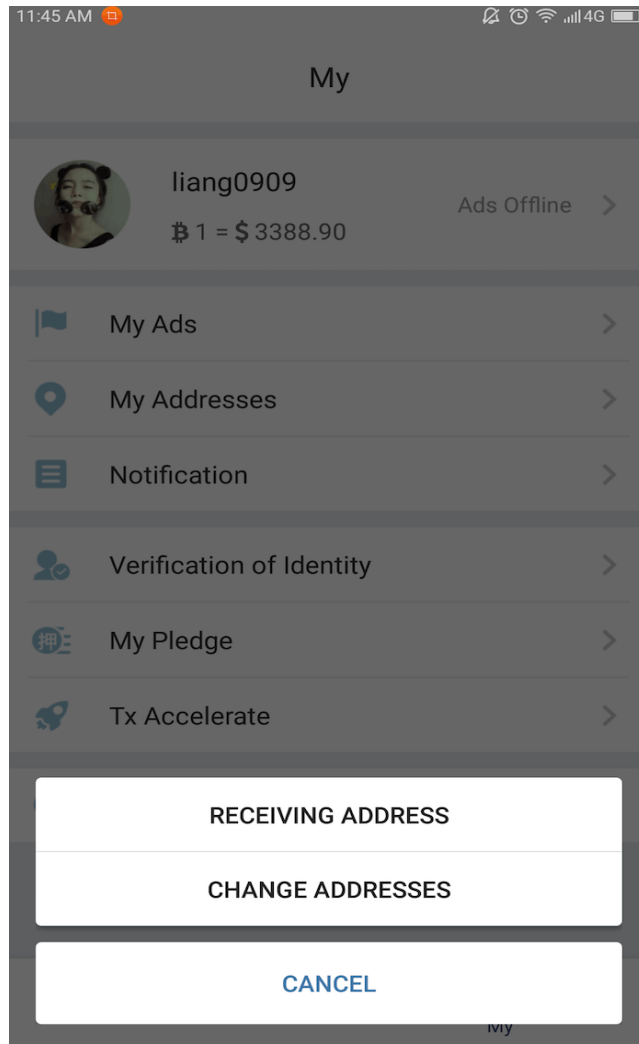 11:45 AM 4G
My
liang0909
Ads Offline
₿ 1 = $ 3388.90
My Ads
My Addresses
Notification
Verification of Identity
押
My Pledge
Tx Accelerate
RECEIVING ADDRESS
CHANGE ADDRESSES
CANCEL
My